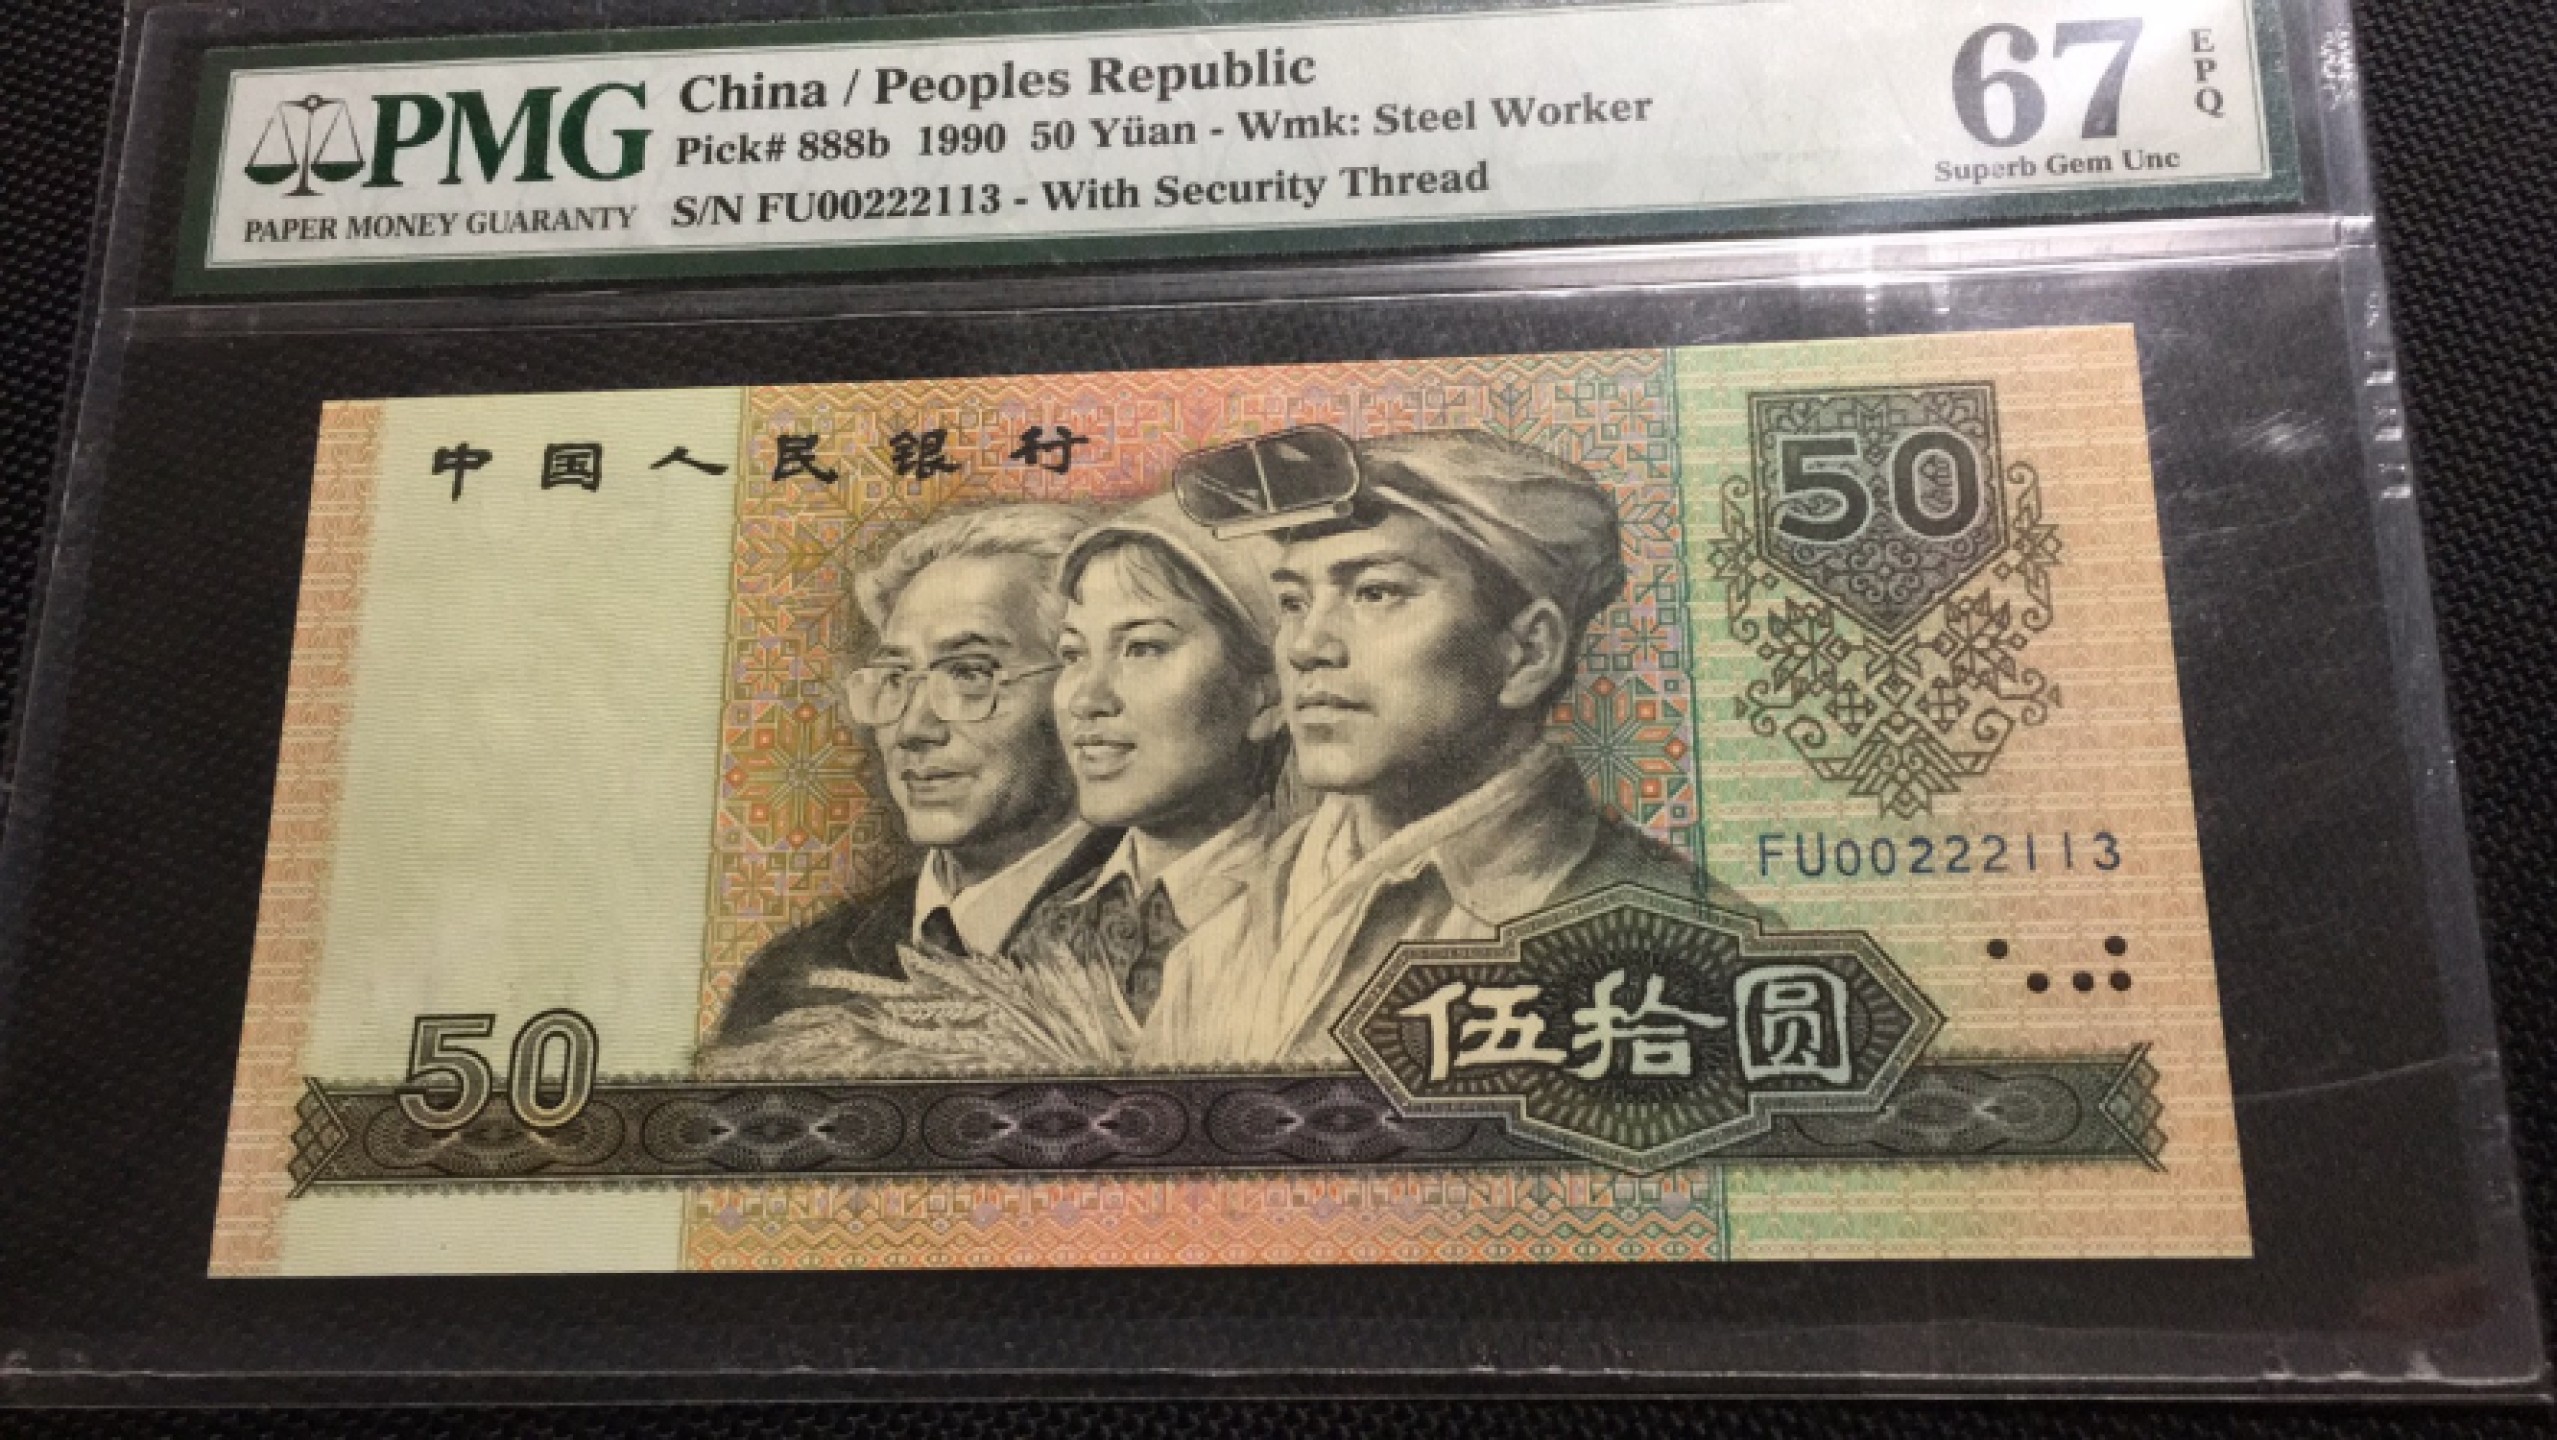 PMG
PAPER MONEY GUARANTY
China / Peoples Republic
Pick# 888b 1990 50 Yüan - Wmk: Steel Worker
S/N FU00222113 - With Security Thread
67
EPQ
Superb Gem Unc
中国人民银行
50
FU00222113
50
伍拾圆